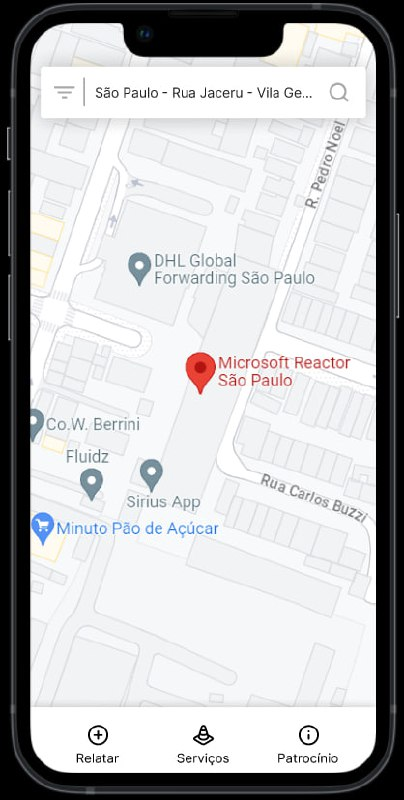 São Paulo - Rua Jaceru - Vila Ge...
R. Pedro Noel
DHL Global
Forwarding São Paulo
Microsoft Reactor
São Paulo
Co.W. Berrini
Fluidz
Sirius App
Rua Carlos Buzzi
Minuto Pão de Açúcar
Relatar
Serviços
Patrocínio